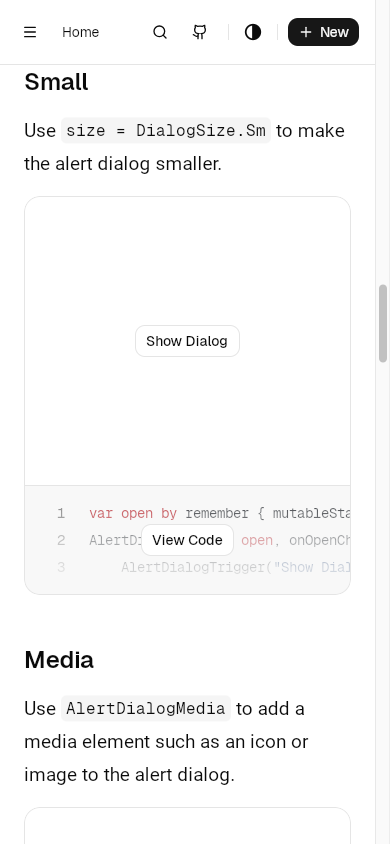 Home
New
Small
Use size = DialogSize.Sm to make
the alert dialog smaller.
Show Dialog
1 var open by remember { mutableSta
2 AlertDi open, onOpenCh
View Code
3 AlertDialogTrigger("Show Dial
Media
Use AlertDialogMedia to add a
media element such as an icon or
image to the alert dialog.